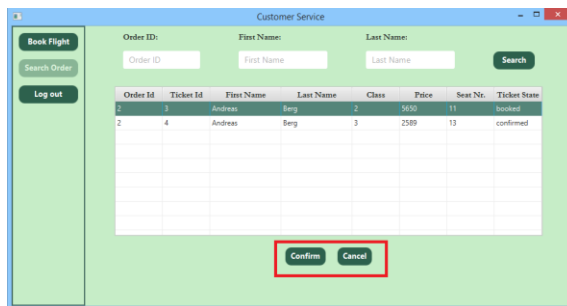 Customer Service
Book Flight
Search Order
Log out
Order ID: First Name: Last Name:
Order ID First Name Last Name Search
Order Id Ticket Id First Name Last Name Class Price Seat Nr. Ticket State
2 3 Andreas Berg 2 5650 11 booked
2 4 Andreas Berg 3 2589 13 confirmed
Confirm Cancel